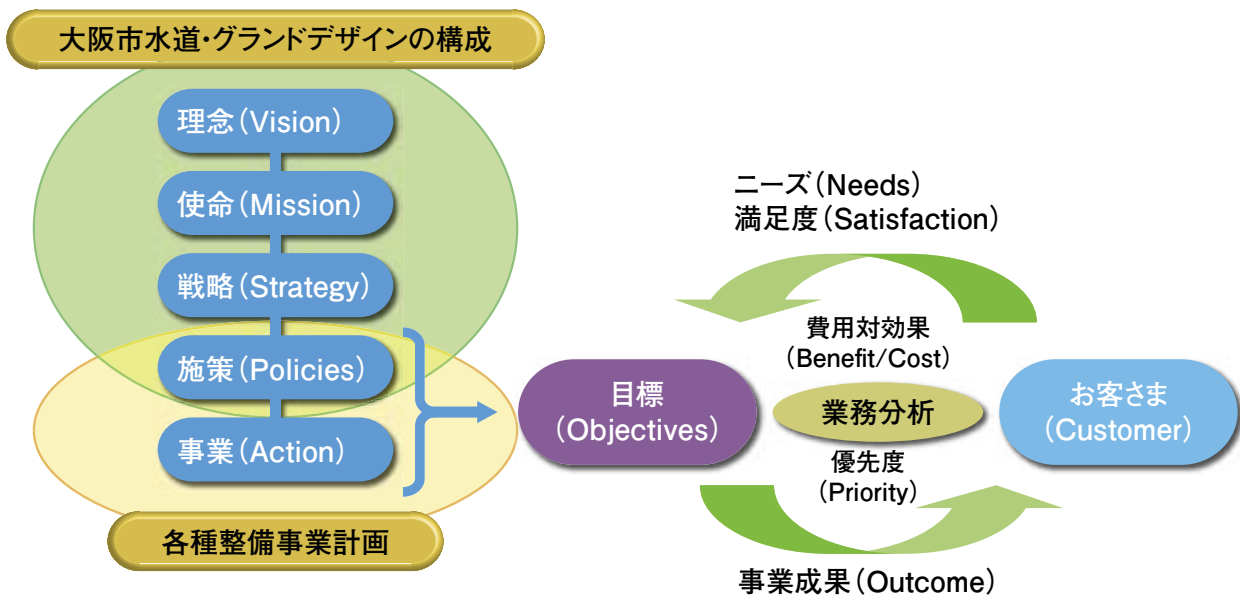 大阪市水道・グランドデザインの構成
理念（Vision）
使命（Mission）
戦略（Strategy）
施策（Policies）
事業（Action）
各種整備事業計画
ニーズ（Needs）
満足度（Satisfaction）
費用対効果
（Benefit/Cost）
目標
（Objectives）
業務分析
お客さま
（Customer）
優先度
（Priority）
事業成果（Outcome）